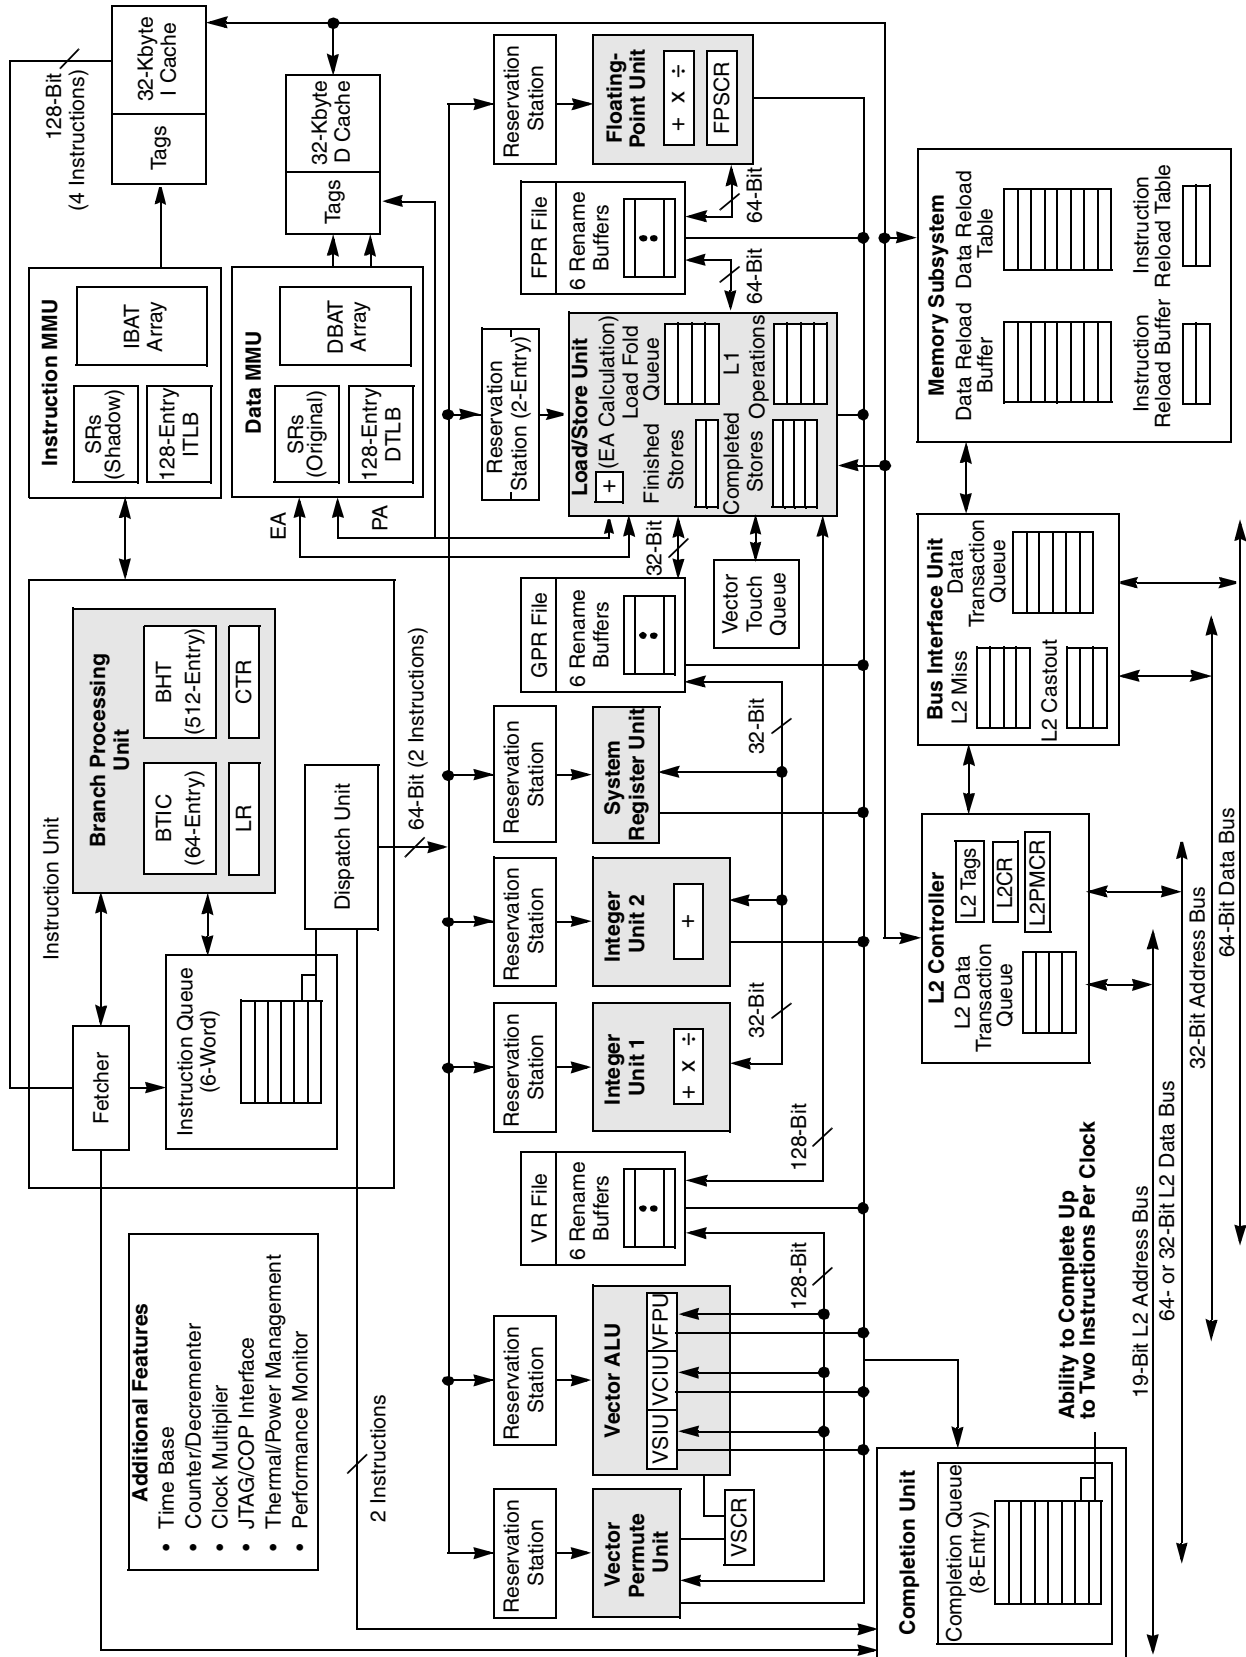 Additional Features
• Time Base
• Counter/Decrementer
• Clock Multiplier
• JTAG/COP Interface
• Thermal/Power Management
• Performance Monitor
Instruction Unit
Fetcher
Instruction Queue
(6-Word)
Branch Processing
Unit
BTIC
(64-Entry)
BHT
(512-Entry)
LR
CTR
Dispatch Unit
64-Bit (2 Instructions)
2 Instructions
128-Bit
(4 Instructions)
Instruction MMU
SRs
(Shadow)
IBAT
Array
128-Entry
ITLB
Tags
32-Kbyte
I Cache
Data MMU
SRs
(Original)
DBAT
Array
128-Entry
DTLB
Tags
32-Kbyte
D Cache
EA
PA
Reservation
Station
Reservation
Station
Reservation
Station
Reservation
Station
Reservation
Station
Reservation
Station (2-Entry)
Reservation
Station
Vector
Permute
Unit
VSCR
Vector ALU
VSIU
VCIU
VFPU
VR File
6 Rename
Buffers
128-Bit
128-Bit
Integer
Unit 1
+ x ÷
Integer
Unit 2
+
System
Register Unit
32-Bit
32-Bit
GPR File
6 Rename
Buffers
32-Bit
Vector
Touch
Queue
Load/Store Unit
+
(EA Calculation)
Finished
Stores
Load Fold
Queue
Completed
Stores
L1
Operations
FPR File
6 Rename
Buffers
64-Bit
64-Bit
Floating-
Point Unit
+ x ÷
FPSCR
Completion Unit
Completion Queue
(8-Entry)
Ability to Complete Up
to Two Instructions Per Clock
L2 Controller
L2 Data
Transaction
Queue
L2 Tags
L2CR
L2PMCR
Bus Interface Unit
L2 Miss
Data
Transaction
Queue
L2 Castout
Memory Subsystem
Data Reload
Buffer
Data Reload
Table
Instruction
Reload Buffer
Instruction
Reload Table
19-Bit L2 Address Bus
64- or 32-Bit L2 Data Bus
32-Bit Address Bus
64-Bit Data Bus